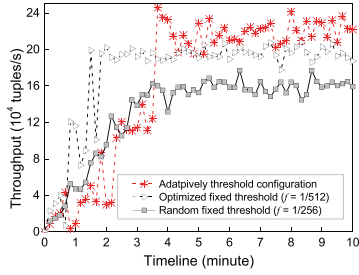 Throughput (10⁴ tuples/s)
24
20
16
12
8
4
0
Adatpively threshold configuration
Optimized fixed threshold (f = 1/512)
Random fixed threshold (f = 1/256)
0 1 2 3 4 5 6 7 8 9 10
Timeline (minute)